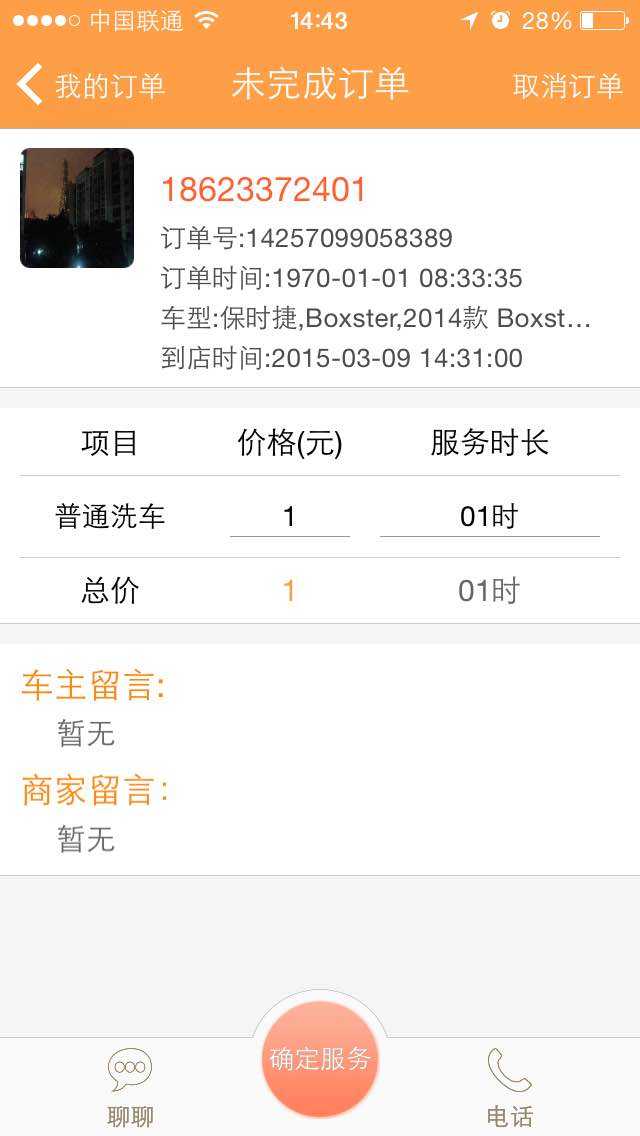 中国联通 14:43 28%
我的订单 未完成订单 取消订单
18623372401
订单号:14257099058389
订单时间:1970-01-01 08:33:35
车型:保时捷,Boxster,2014款 Boxst...
到店时间:2015-03-09 14:31:00
项目 价格(元) 服务时长
普通洗车 1 01时
总价 1 01时
车主留言:
暂无
商家留言:
暂无
确定服务
聊聊 电话